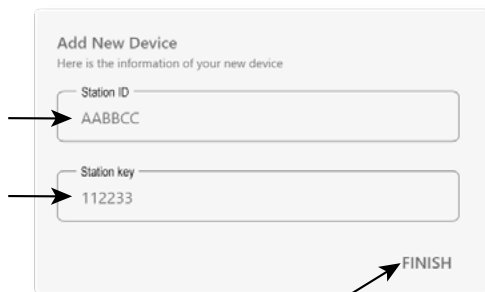 Add New Device
Here is the information of your new device
Station ID
AABBCC
Station key
112233
FINISH